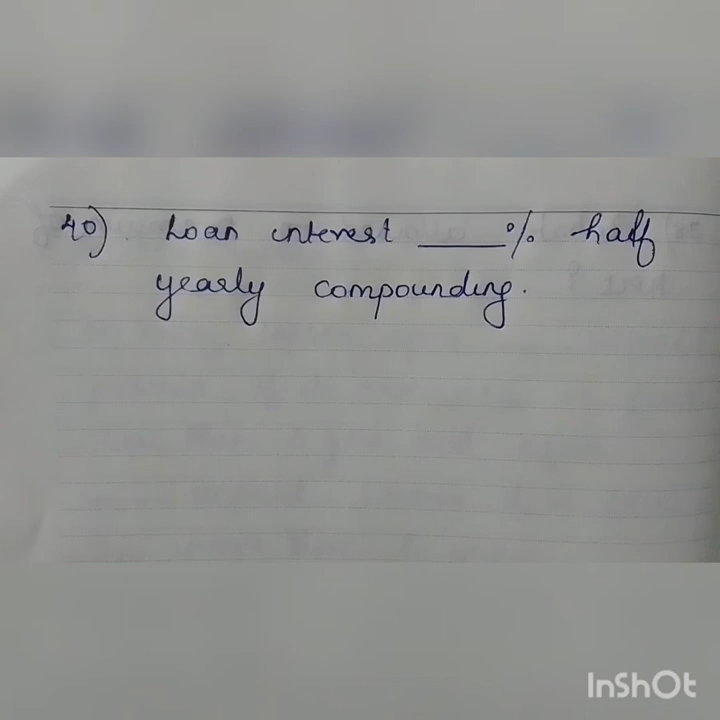 40) Loan interest ____% half
yearly compounding.
InShOt